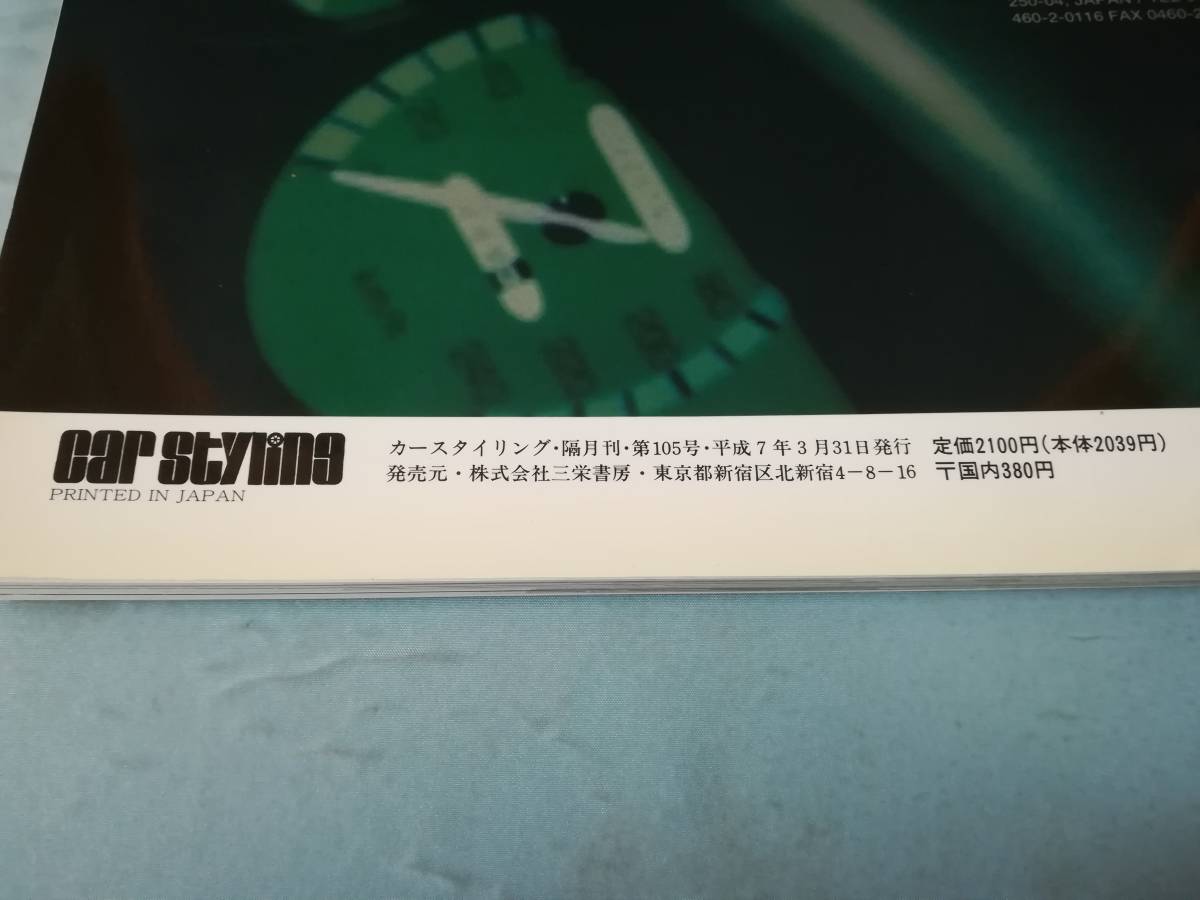 250-04, JAPAN
460-2-0116 FAX 0460-2
car styling
PRINTED IN JAPAN
カースタイリング・隔月刊・第105号・平成7年3月31日発行 定価2100円(本体2039円)
発売元・株式会社三栄書房・東京都新宿区北新宿4−8−16 〒国内380円